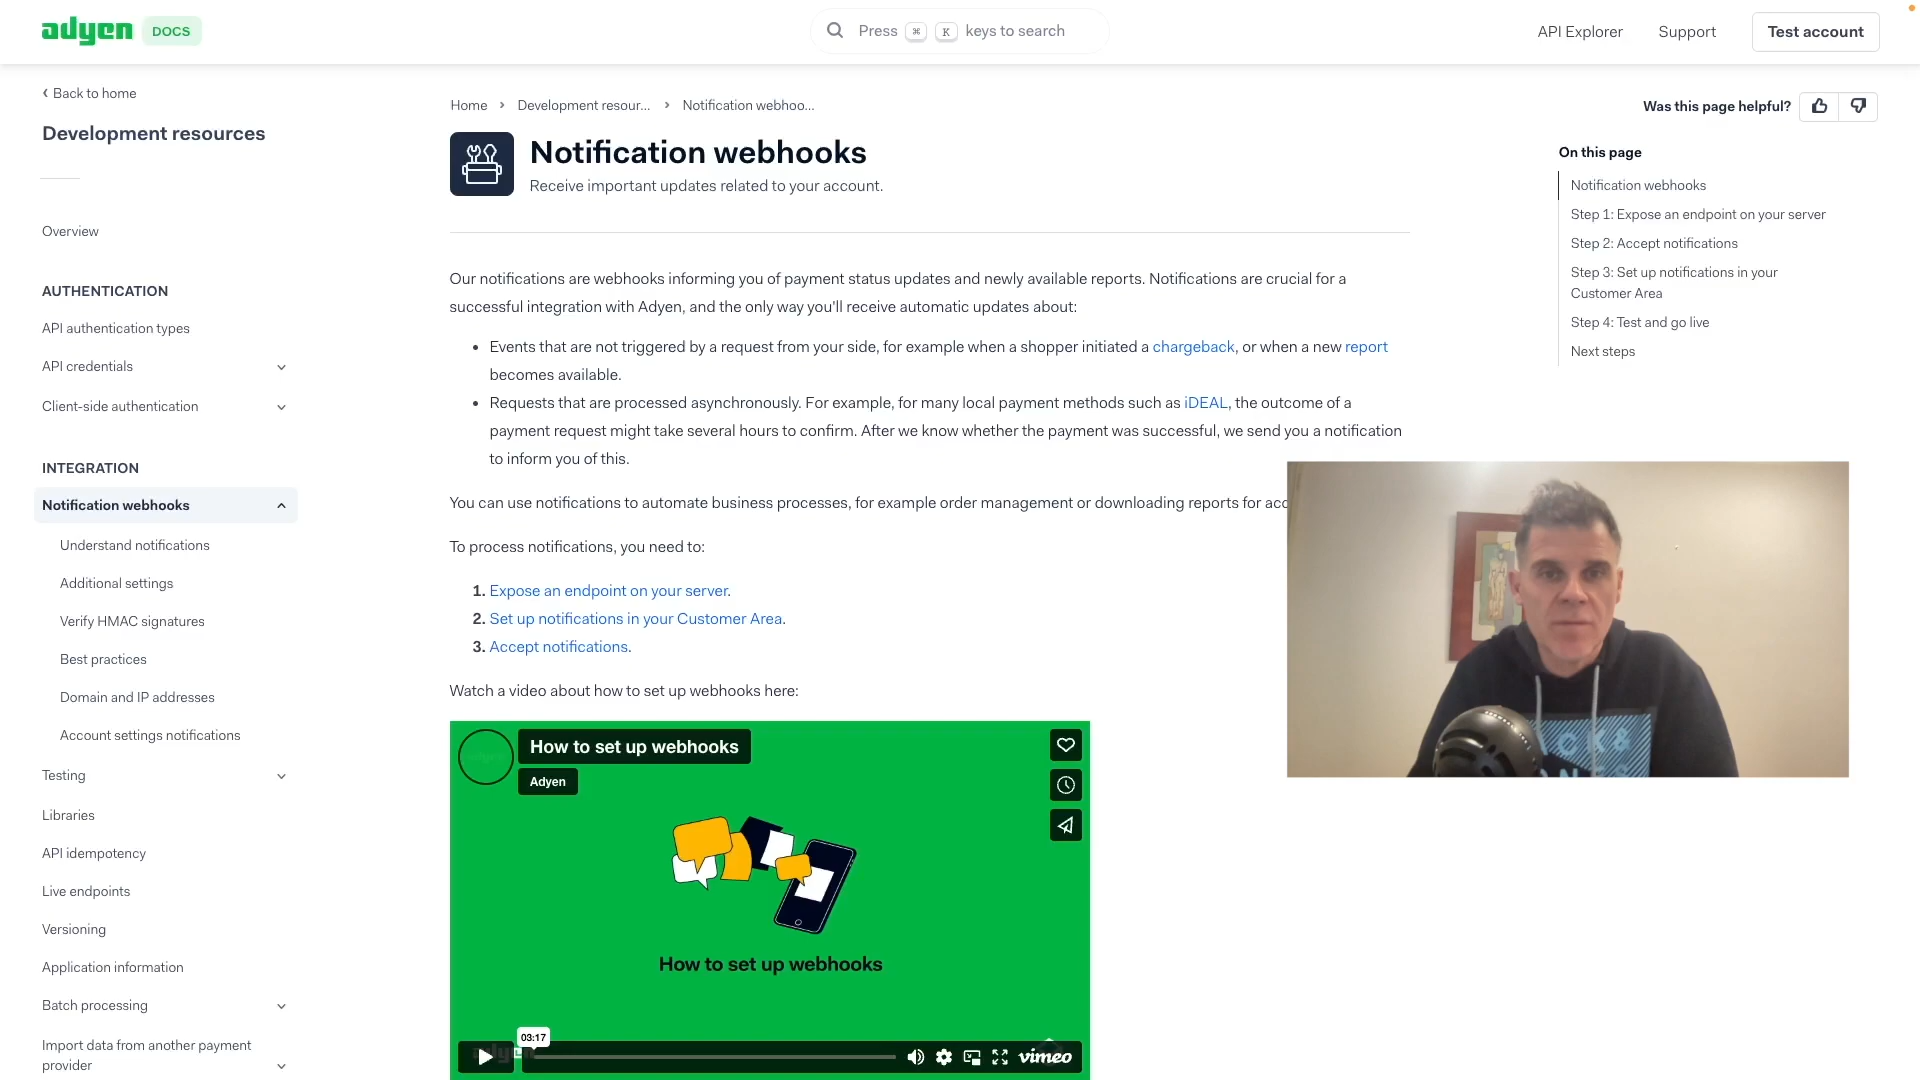 adyen DOCS
Press ⌘ K keys to search
API Explorer
Support
Test account
Back to home
Development resources
Overview
AUTHENTICATION
API authentication types
API credentials
Client-side authentication
INTEGRATION
Notification webhooks
Understand notifications
Additional settings
Verify HMAC signatures
Best practices
Domain and IP addresses
Account settings notifications
Testing
Libraries
API idempotency
Live endpoints
Versioning
Application information
Batch processing
Import data from another payment
provider
Home > Development resour... > Notification webhoo...
Notification webhooks
Receive important updates related to your account.
Our notifications are webhooks informing you of payment status updates and newly available reports. Notifications are crucial for a
successful integration with Adyen, and the only way you'll receive automatic updates about:
• Events that are not triggered by a request from your side, for example when a shopper initiated a chargeback, or when a new report
becomes available.
• Requests that are processed asynchronously. For example, for many local payment methods such as iDEAL, the outcome of a
payment request might take several hours to confirm. After we know whether the payment was successful, we send you a notification
to inform you of this.
You can use notifications to automate business processes, for example order management or downloading reports for acc
To process notifications, you need to:
1. Expose an endpoint on your server.
2. Set up notifications in your Customer Area.
3. Accept notifications.
Watch a video about how to set up webhooks here:
How to set up webhooks
Adyen
How to set up webhooks
03:17
vimeo
Was this page helpful?
On this page
Notification webhooks
Step 1: Expose an endpoint on your server
Step 2: Accept notifications
Step 3: Set up notifications in your
Customer Area
Step 4: Test and go live
Next steps